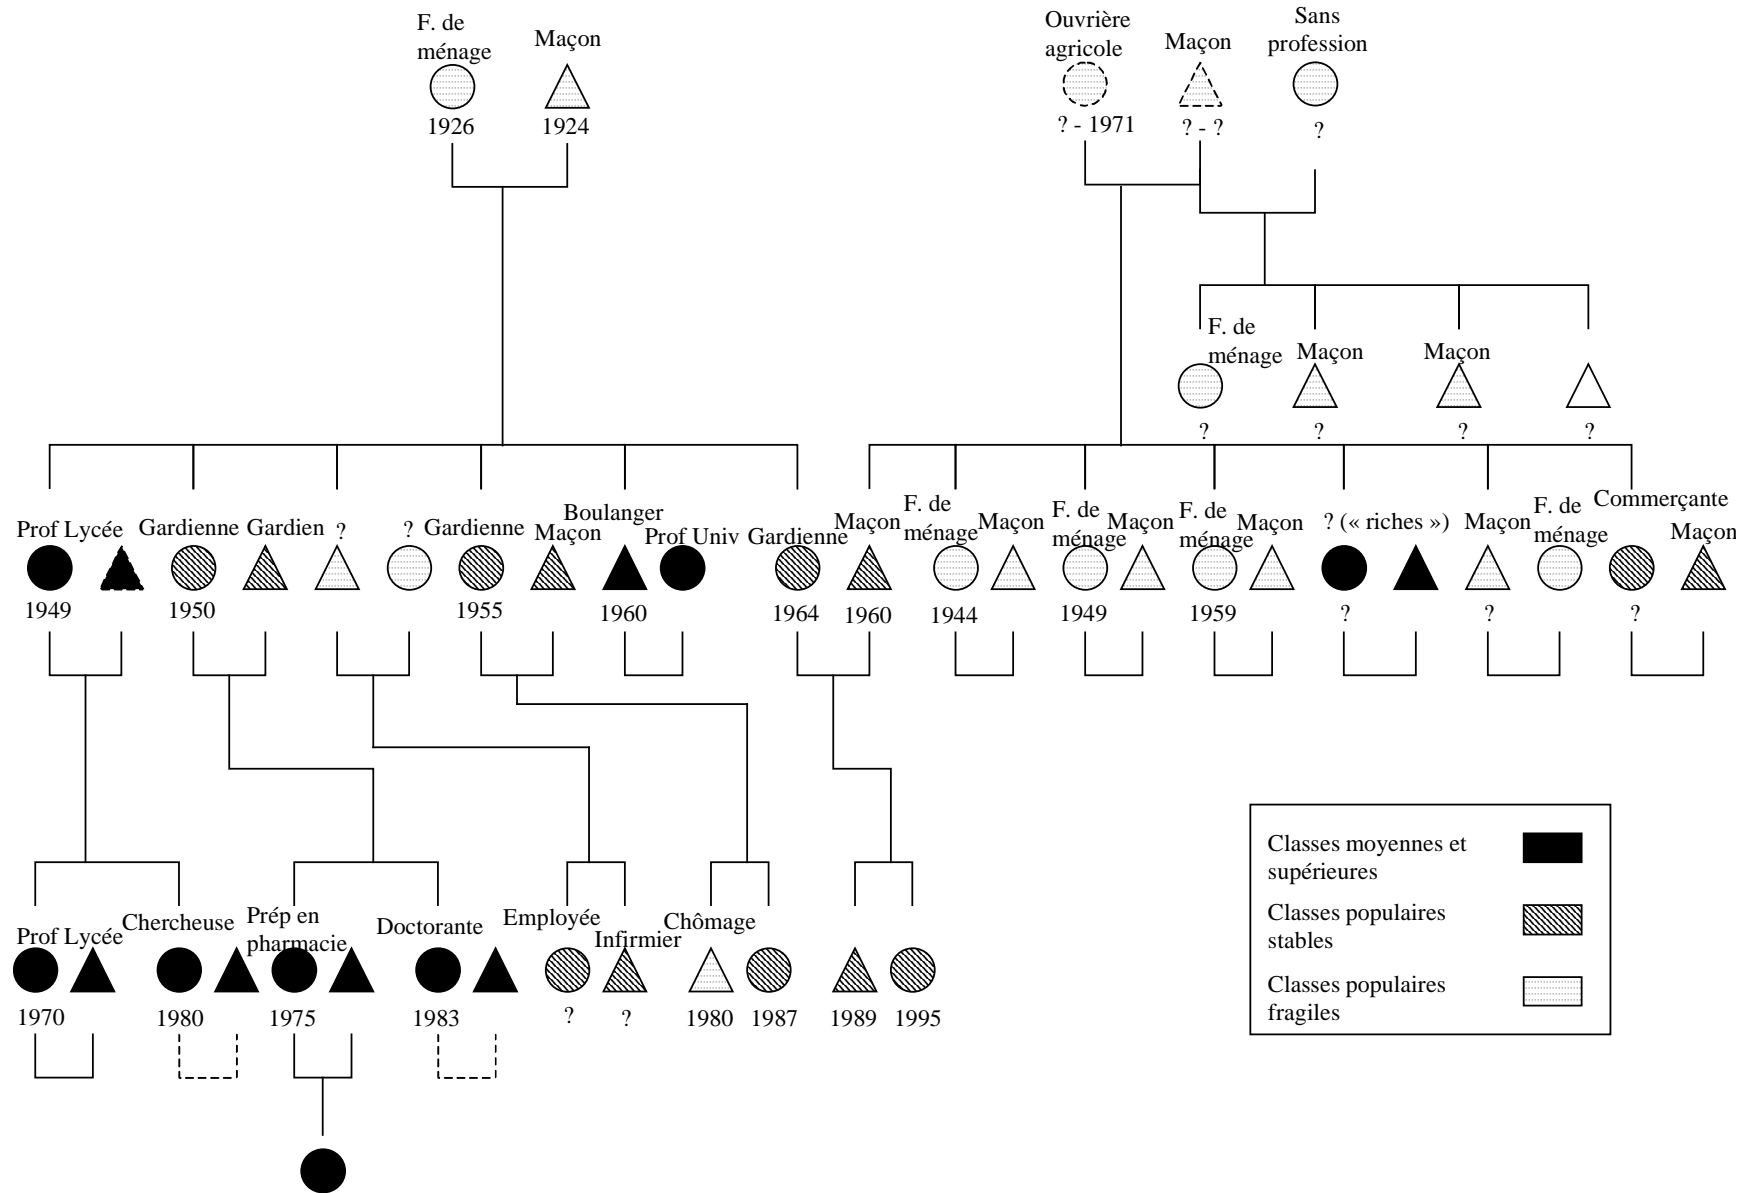 F. de
ménage
Maçon
1926
1924
Ouvrière
agricole
Maçon
Sans
profession
? - 1971
? - ?
?
F. de
ménage
Maçon
Maçon
?
?
?
?
Prof Lycée
Gardienne
Gardien
?
?
Gardienne
Maçon
Boulanger
Prof Univ
Gardienne
Maçon
F. de
ménage
Maçon
F. de
ménage
Maçon
F. de
ménage
Maçon
? (« riches »)
Maçon
F. de
ménage
Commerçante
Maçon
1949
1950
1955
1960
1964
1960
1944
1949
1959
?
?
?
Prof Lycée
Chercheuse
Prép en
pharmacie
Doctorante
Employée
Infirmier
Chômage
1970
1980
1975
1983
?
?
1980
1987
1989
1995
Classes moyennes et
supérieures
Classes populaires
stables
Classes populaires
fragiles